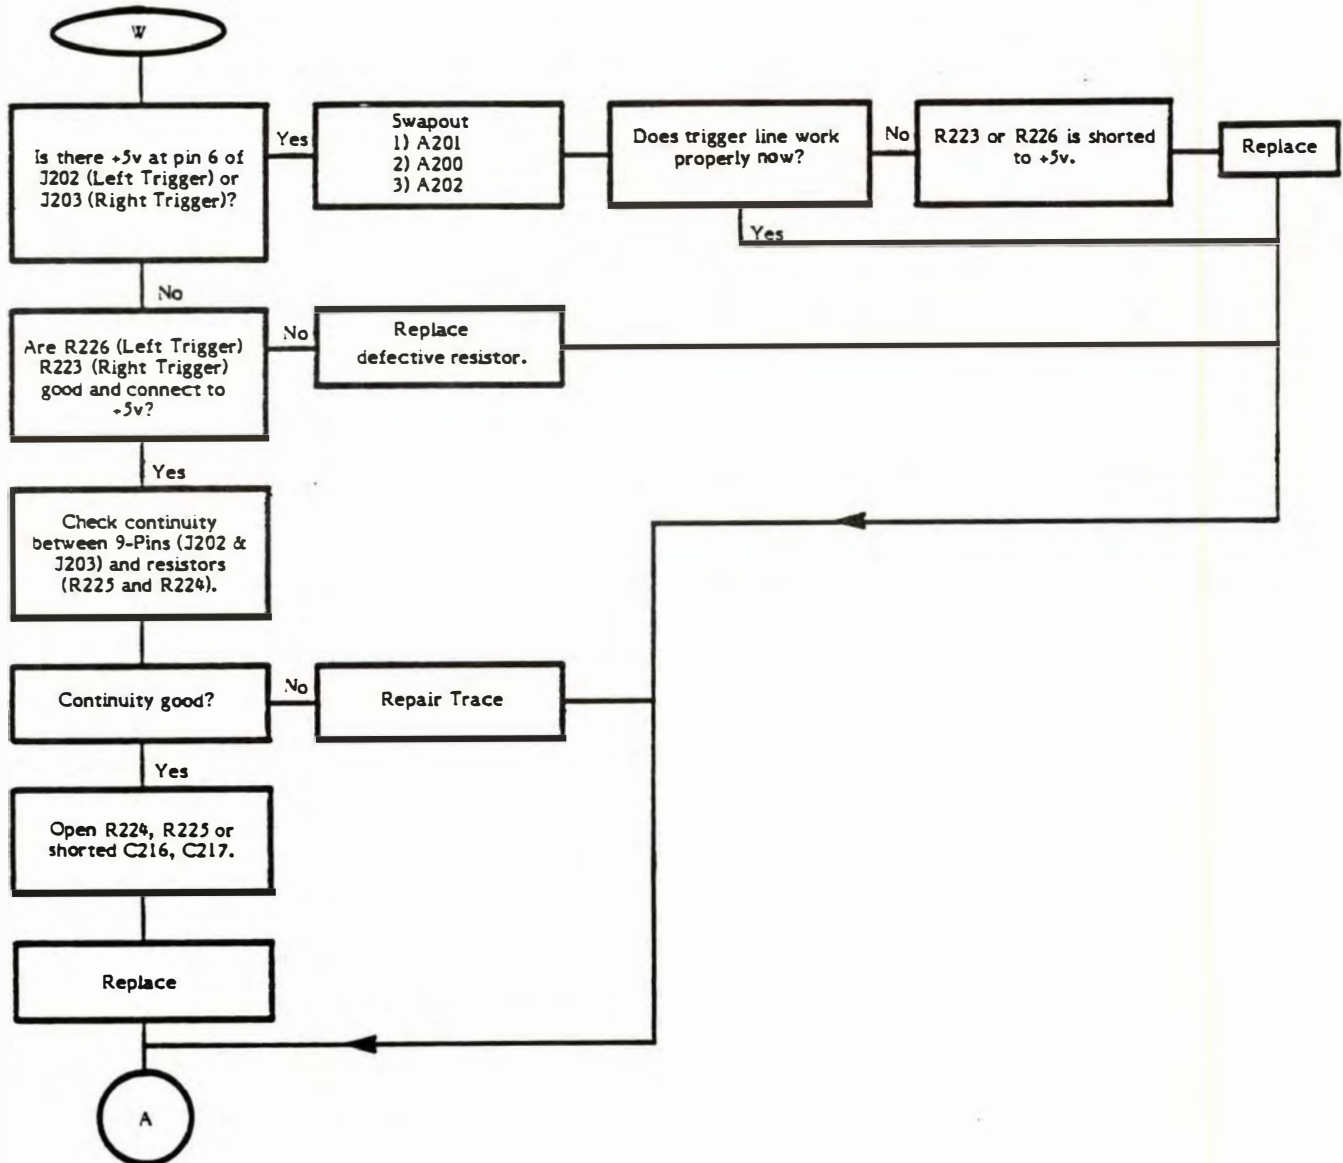 W
Is there +5v at pin 6 of
J202 (Left Trigger) or
J203 (Right Trigger)?
Yes
Swapout
1) A201
2) A200
3) A202
Does trigger line work
properly now?
No
R223 or R226 is shorted
to +5v.
Replace
Yes
No
Are R226 (Left Trigger)
R223 (Right Trigger)
good and connect to
+5v?
No
Replace
defective resistor.
Yes
Check continuity
between 9-Pins (J202 &
J203) and resistors
(R225 and R224).
Continuity good?
No
Repair Trace
Yes
Open R224, R225 or
shorted C216, C217.
Replace
A